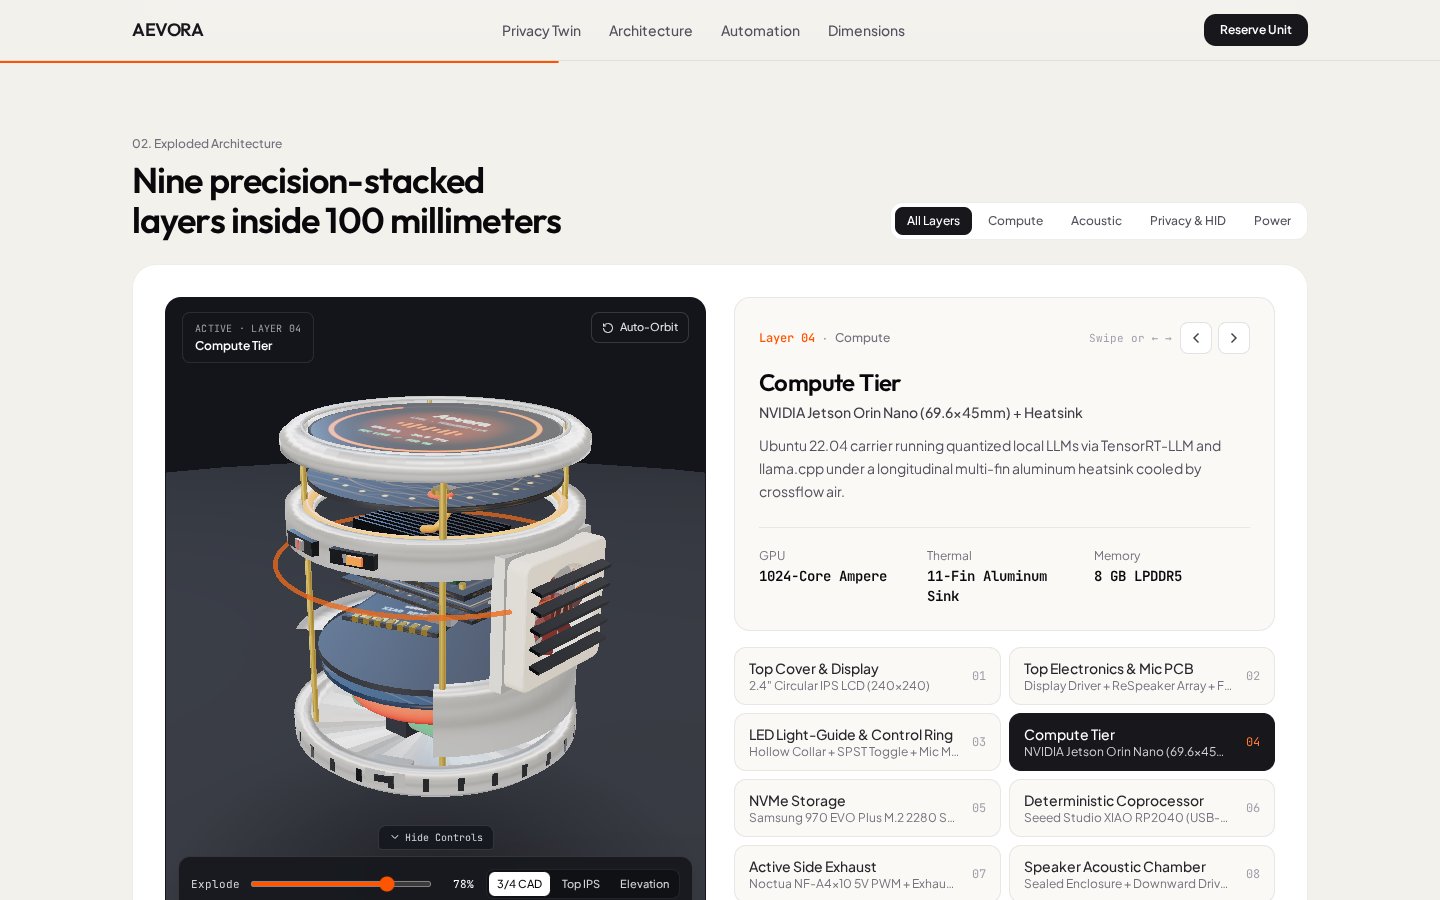 AEVORA
Privacy Twin
Architecture
Automation
Dimensions
Reserve Unit
02. Exploded Architecture
Nine precision-stacked
layers inside 100 millimeters
All Layers
Compute
Acoustic
Privacy & HID
Power
ACTIVE · LAYER 04
Compute Tier
Auto-Orbit
Aevora
Hide Controls
Explode
78%
3/4 CAD
Top IPS
Elevation
Layer 04 · Compute
Swipe or ← →
Compute Tier
NVIDIA Jetson Orin Nano (69.6×45mm) + Heatsink
Ubuntu 22.04 carrier running quantized local LLMs via TensorRT-LLM and
llama.cpp under a longitudinal multi-fin aluminum heatsink cooled by
crossflow air.
GPU
1024-Core Ampere
Thermal
11-Fin Aluminum
Sink
Memory
8 GB LPDDR5
Top Cover & Display
2.4" Circular IPS LCD (240×240)
01
Top Electronics & Mic PCB
Display Driver + ReSpeaker Array + F...
02
LED Light-Guide & Control Ring
Hollow Collar + SPST Toggle + Mic M...
03
Compute Tier
NVIDIA Jetson Orin Nano (69.6×45...
04
NVMe Storage
Samsung 970 EVO Plus M.2 2280 S...
05
Deterministic Coprocessor
Seeed Studio XIAO RP2040 (USB-...
06
Active Side Exhaust
Noctua NF-A4×10 5V PWM + Exhau...
07
Speaker Acoustic Chamber
Sealed Enclosure + Downward Driv...
08